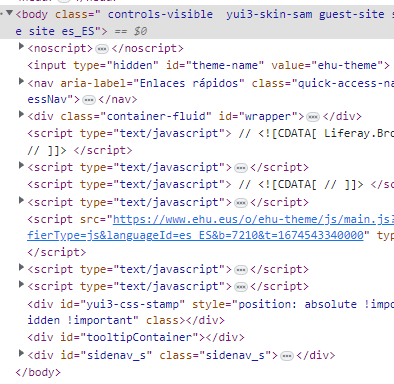 <body class=" controls-visible  yui3-skin-sam guest-site s
e site es_ES"> == $0
<noscript>…</noscript>
<input type="hidden" id="theme-name" value="ehu-theme">
<nav aria-label="Enlaces rápidos" class="quick-access-na
essNav">…</nav>
<div class="container-fluid" id="wrapper">…</div>
<script type="text/javascript"> // <![CDATA[ Liferay.Bro
// ]]> </script>
<script type="text/javascript">…</script>
<script type="text/javascript"> // <![CDATA[ // ]]> </sc
<script type="text/javascript">…</script>
<script src="https://www.ehu.eus/o/ehu-theme/js/main.js?
fierType=js&languageId=es_ES&b=7210&t=1674543340000" typ
</script>
<script type="text/javascript">…</script>
<script type="text/javascript">…</script>
<div id="yui3-css-stamp" style="position: absolute !impo
idden !important" class></div>
<div id="tooltipContainer"></div>
<div id="sidenav_s" class="sidenav_s">…</div>
</body>